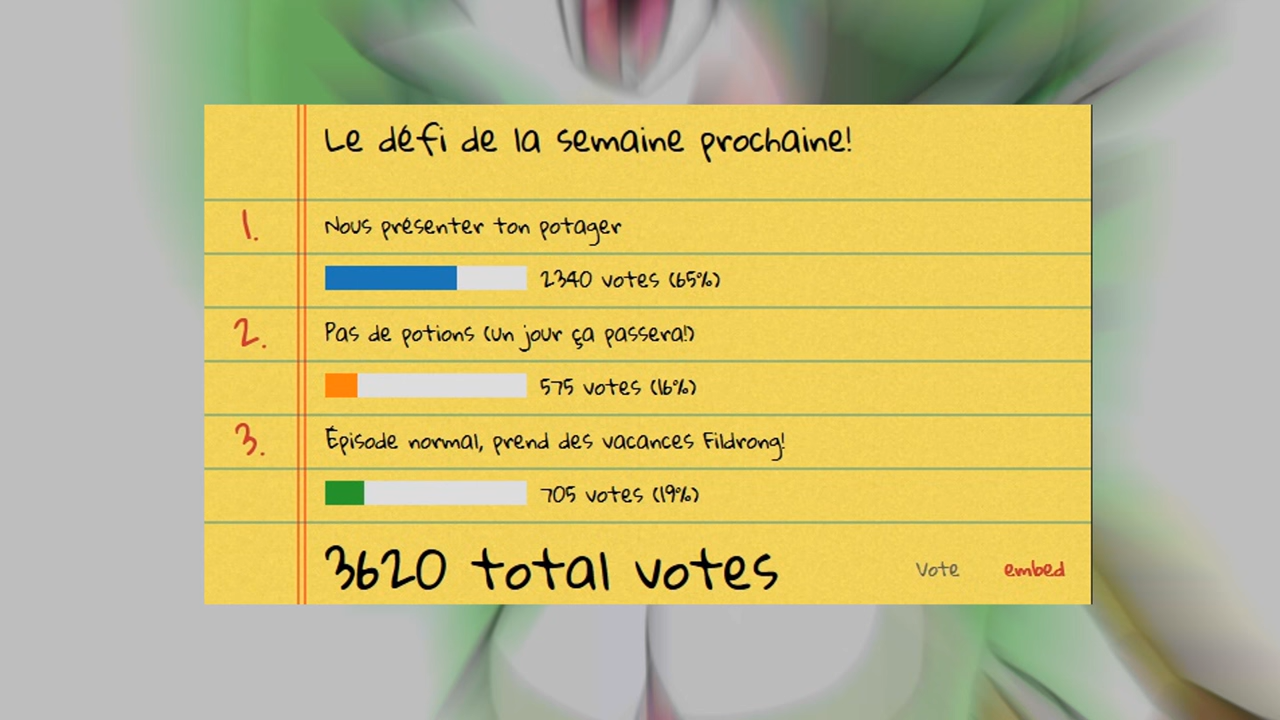 Le défi de la semaine prochaine!
1. Nous présenter ton potager
2340 votes (65%)
2. Pas de potions (un jour ça passera!)
575 votes (16%)
3. Épisode normal, prend des vacances Fildrong!
705 votes (19%)
3620 total votes
Vote embed